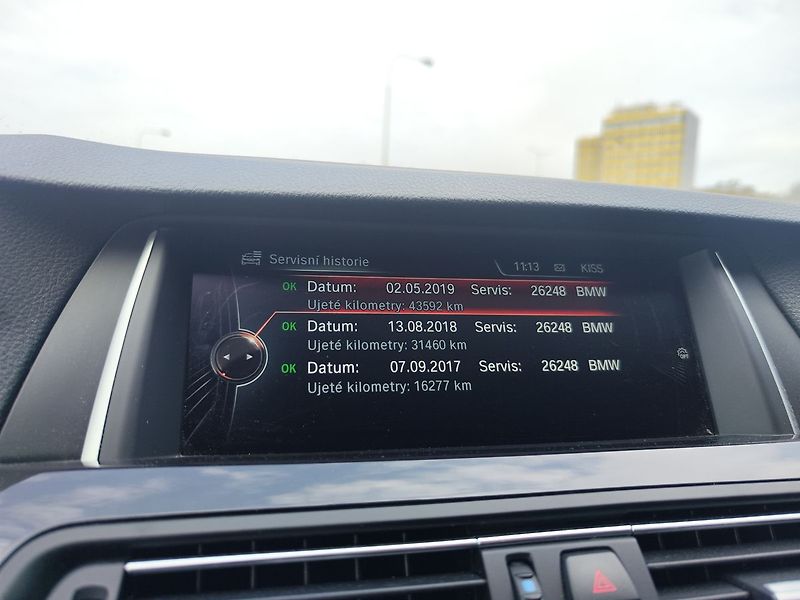 Servisní historie 11:13 KISS
OK Datum: 02.05.2019 Servis: 26248 BMW
Ujeté kilometry: 43592 km
OK Datum: 13.08.2018 Servis: 26248 BMW
Ujeté kilometry: 31460 km
OK Datum: 07.09.2017 Servis: 26248 BMW
Ujeté kilometry: 16277 km
OFF